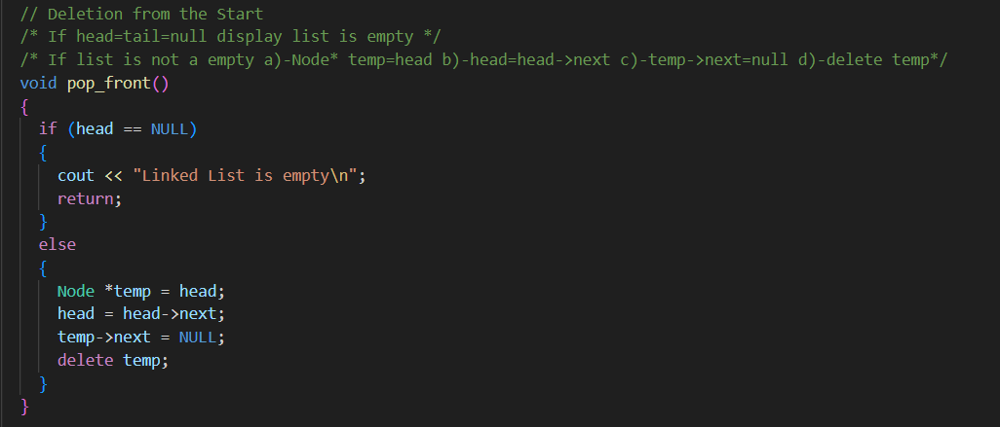 // Deletion from the Start
/* If head=tail=null display list is empty */
/* If list is not a empty a)-Node* temp=head b)-head=head->next c)-temp->next=null d)-delete temp*/
void pop_front()
{
  if (head == NULL)
  {
    cout << "Linked List is empty\n";
    return;
  }
  else
  {
    Node *temp = head;
    head = head->next;
    temp->next = NULL;
    delete temp;
  }
}